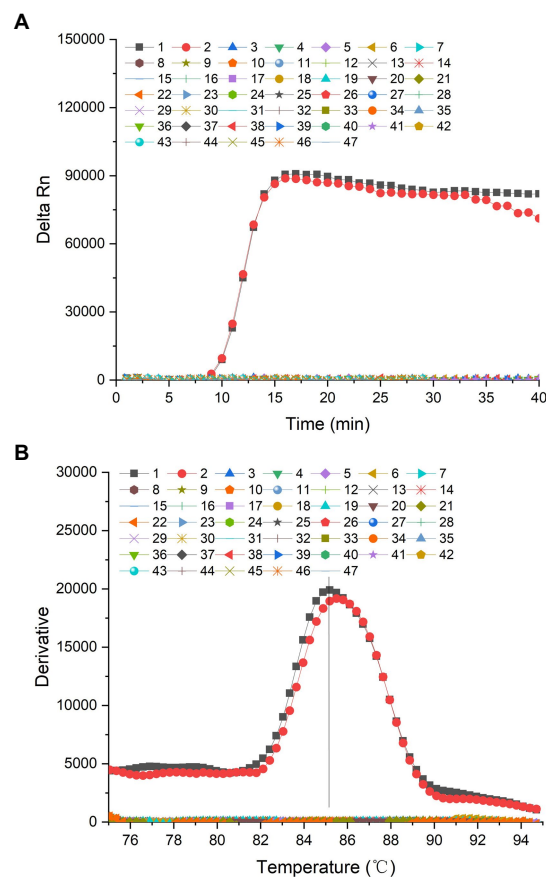 A
150000
1 2 3 4 5 6 7
8 9 10 11 12 13 14
120000
15 16 17 18 19 20 21
22 23 24 25 26 27 28
29 30 31 32 33 34 35
36 37 38 39 40 41 42
43 44 45 46 47
90000
60000
30000
0
Delta Rn
0 5 10 15 20 25 30 35 40
Time (min)
B
30000
1 2 3 4 5 6 7
8 9 10 11 12 13 14
15 16 17 18 19 20 21
22 23 24 25 26 27 28
25000
29 30 31 32 33 34 35
36 37 38 39 40 41 42
43 44 45 46 47
20000
15000
10000
5000
0
Derivative
76 78 80 82 84 86 88 90 92 94
Temperature (℃)